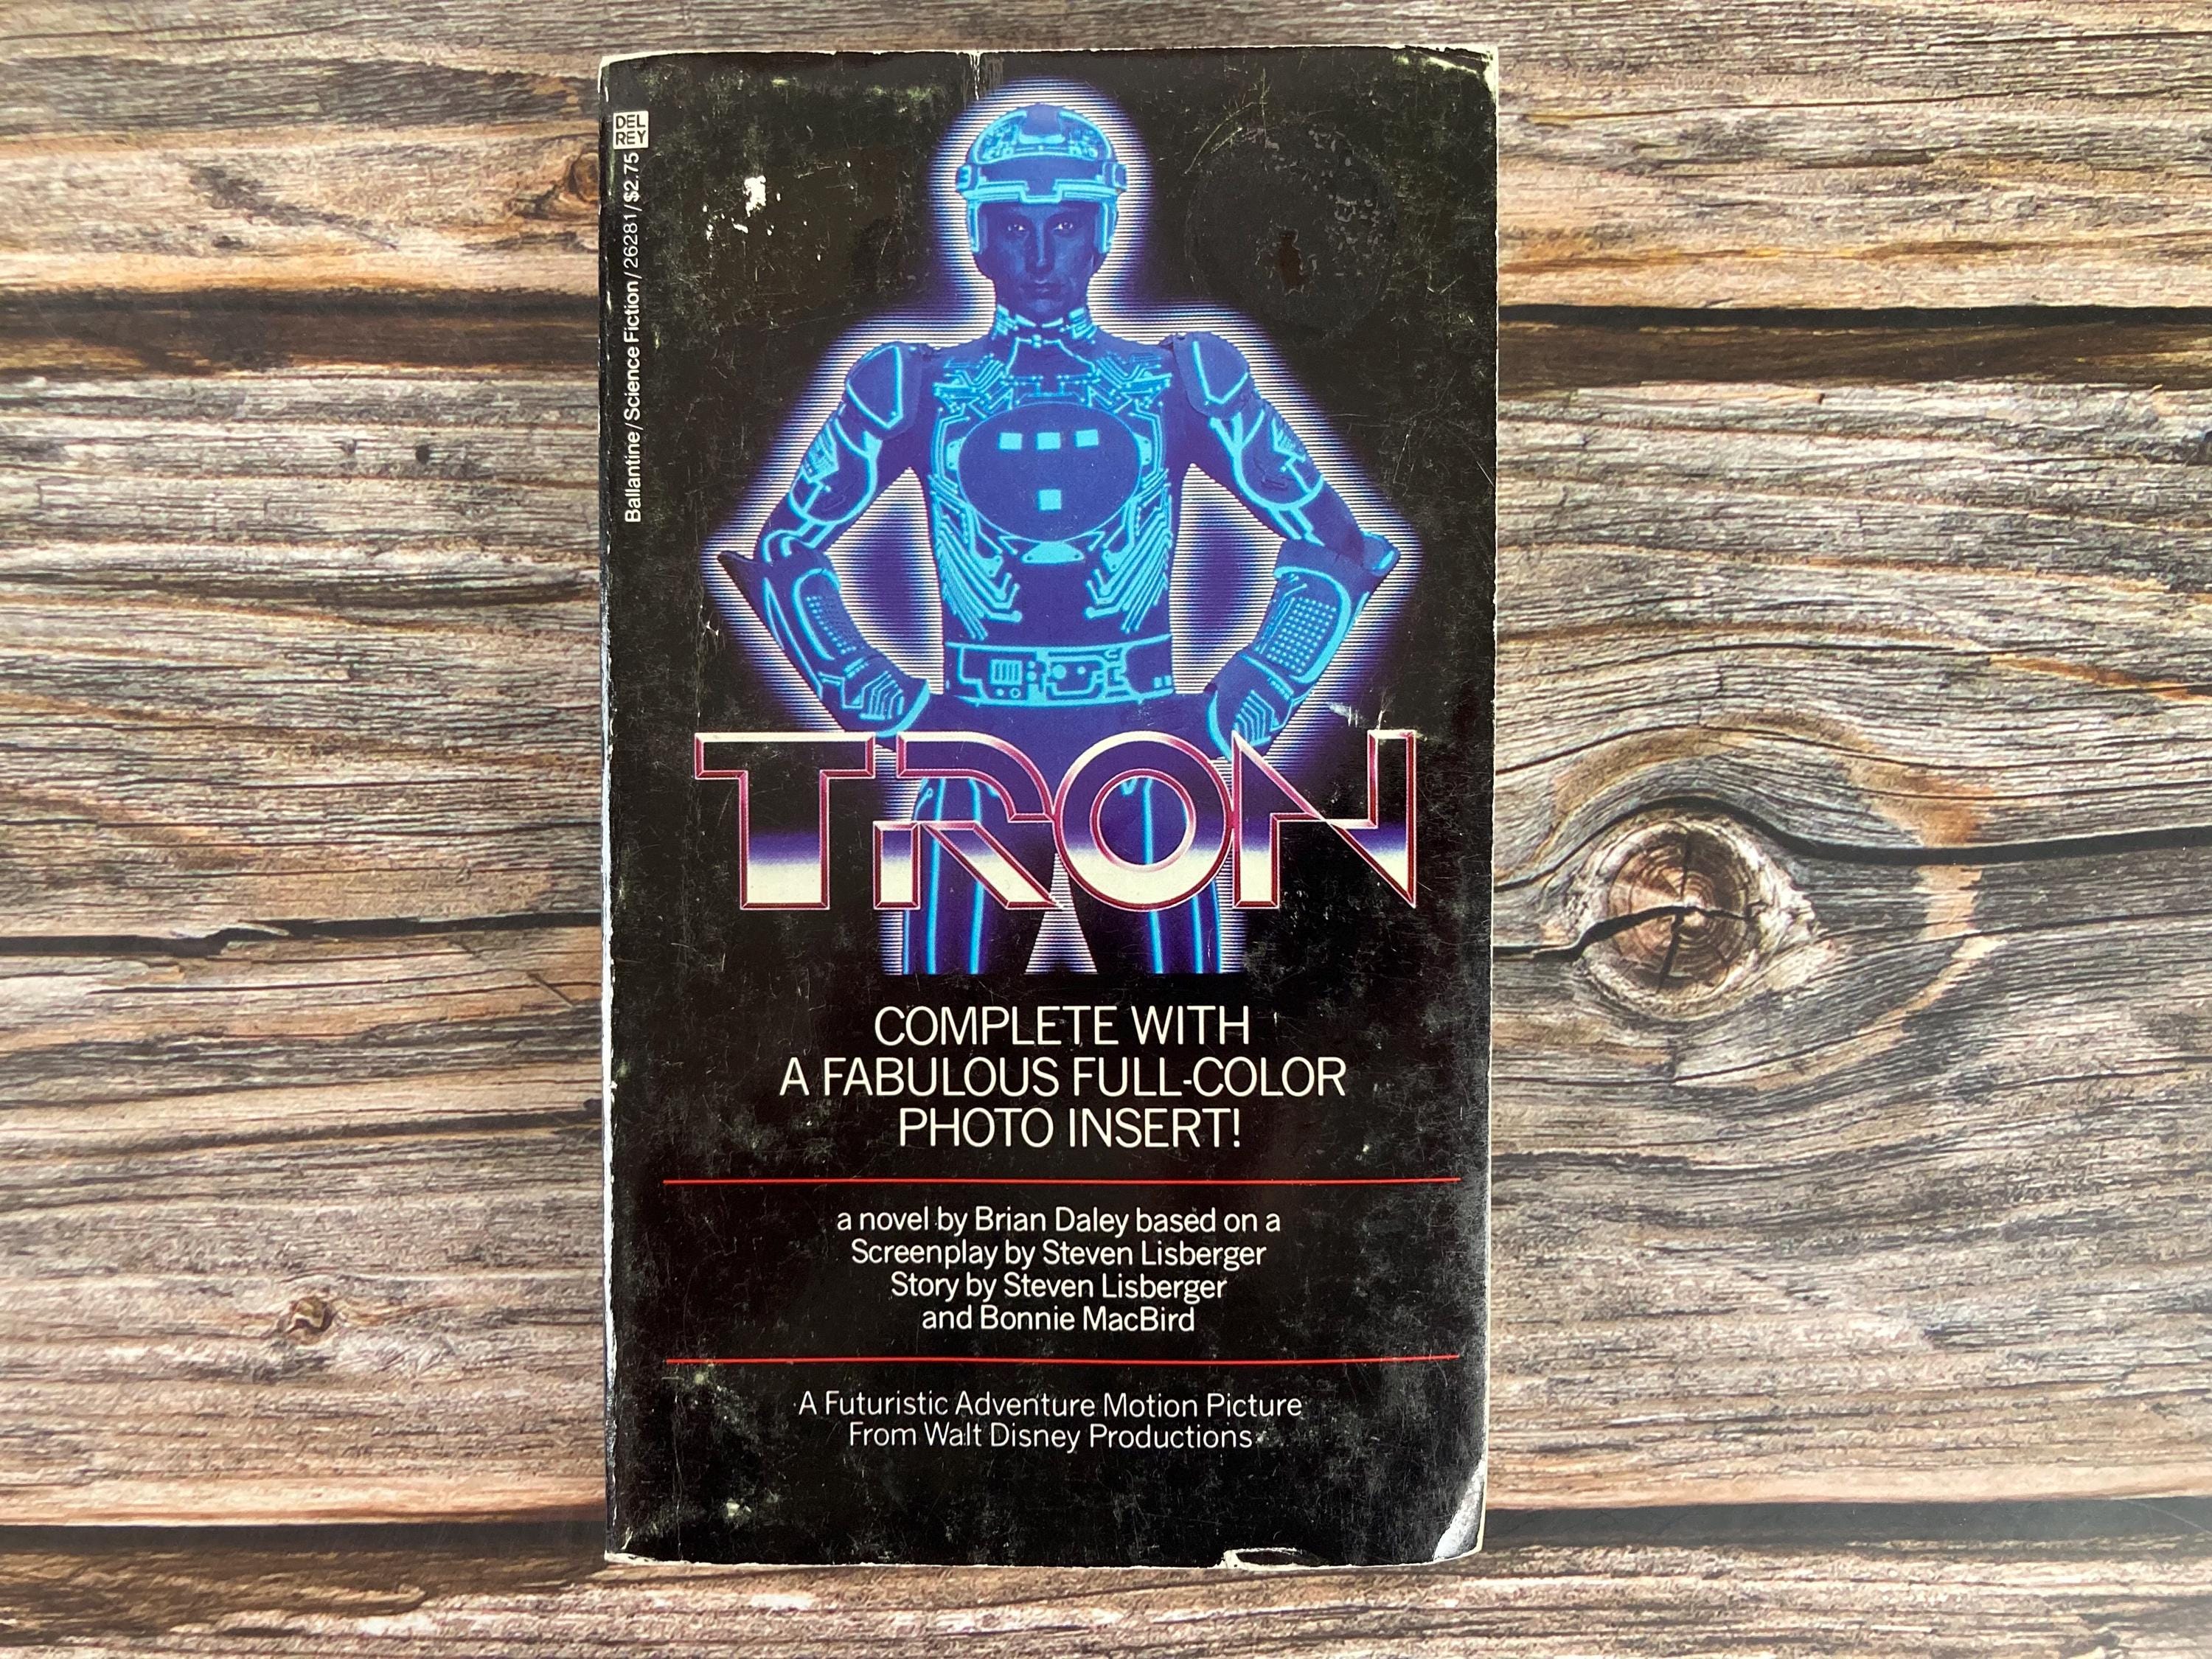 DEL
REY
Ballantine/Science Fiction/26281/$2.75
TRON
COMPLETE WITH
A FABULOUS FULL-COLOR
PHOTO INSERT!
a novel by Brian Daley based on a
Screenplay by Steven Lisberger
Story by Steven Lisberger
and Bonnie MacBird
A Futuristic Adventure Motion Picture
From Walt Disney Productions